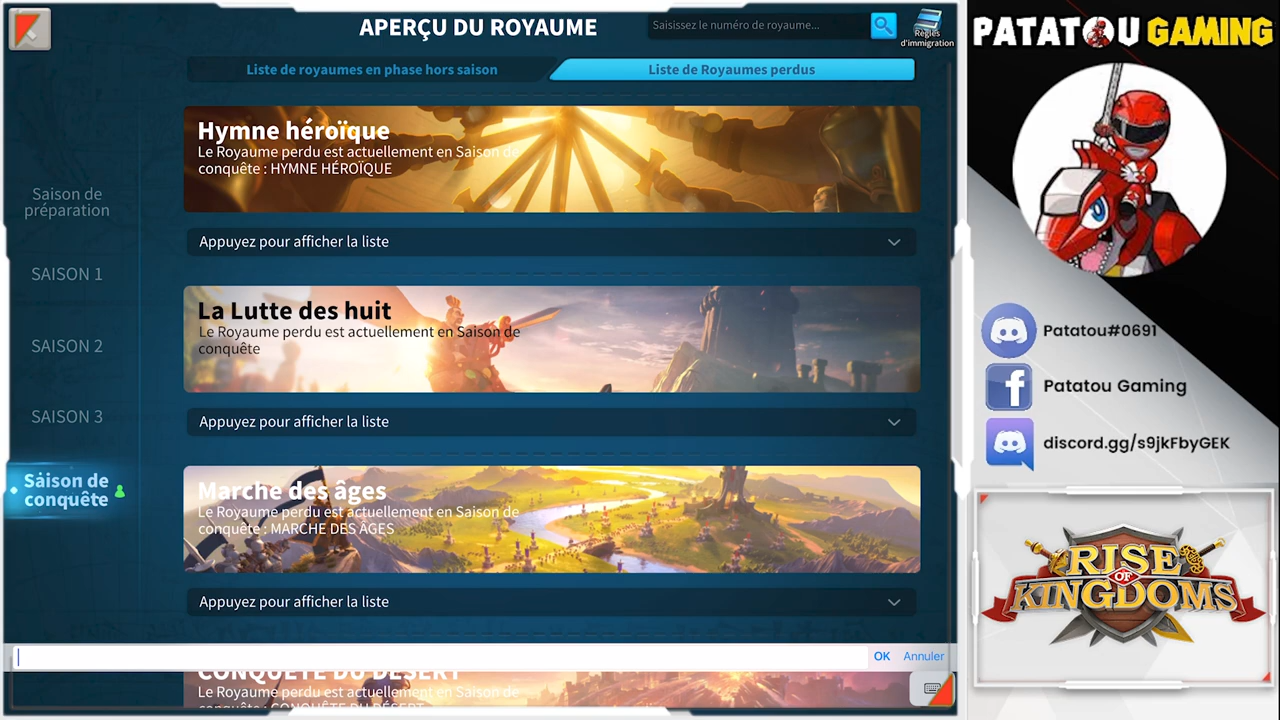 APERÇU DU ROYAUME
Saisissez le numéro de royaume...
Règles
d'immigration
Liste de royaumes en phase hors saison
Liste de Royaumes perdus
Saison de
préparation
SAISON 1
SAISON 2
SAISON 3
Saison de
conquête
Hymne héroïque
Le Royaume perdu est actuellement en Saison de
conquête : HYMNE HÉROÏQUE
Appuyez pour afficher la liste
La Lutte des huit
Le Royaume perdu est actuellement en Saison de
conquête
Appuyez pour afficher la liste
Marche des âges
Le Royaume perdu est actuellement en Saison de
conquête : MARCHE DES ÂGES
Appuyez pour afficher la liste
OK Annuler
CONQUÊTE DU DÉSERT
Le Royaume perdu est actuellement en Saison de
conquête : CONQUÊTE DU DÉSERT
PATATOU GAMING
Patatou#0691
Patatou Gaming
discord.gg/s9jkFbyGEK
RISE
OF
KINGDOMS